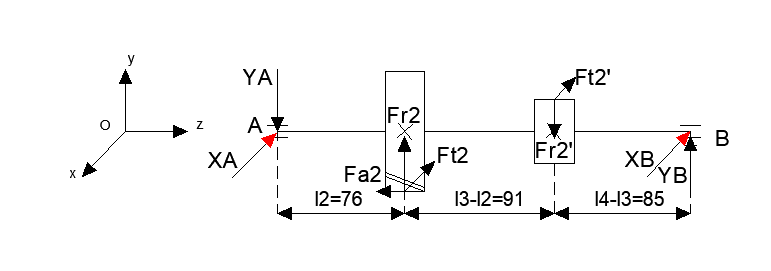 y
O
z
x
YA
A
XA
Fr2
Ft2
Fa2
Ft2'
Fr2'
XB
YB
B
l2=76
l3-l2=91
l4-l3=85